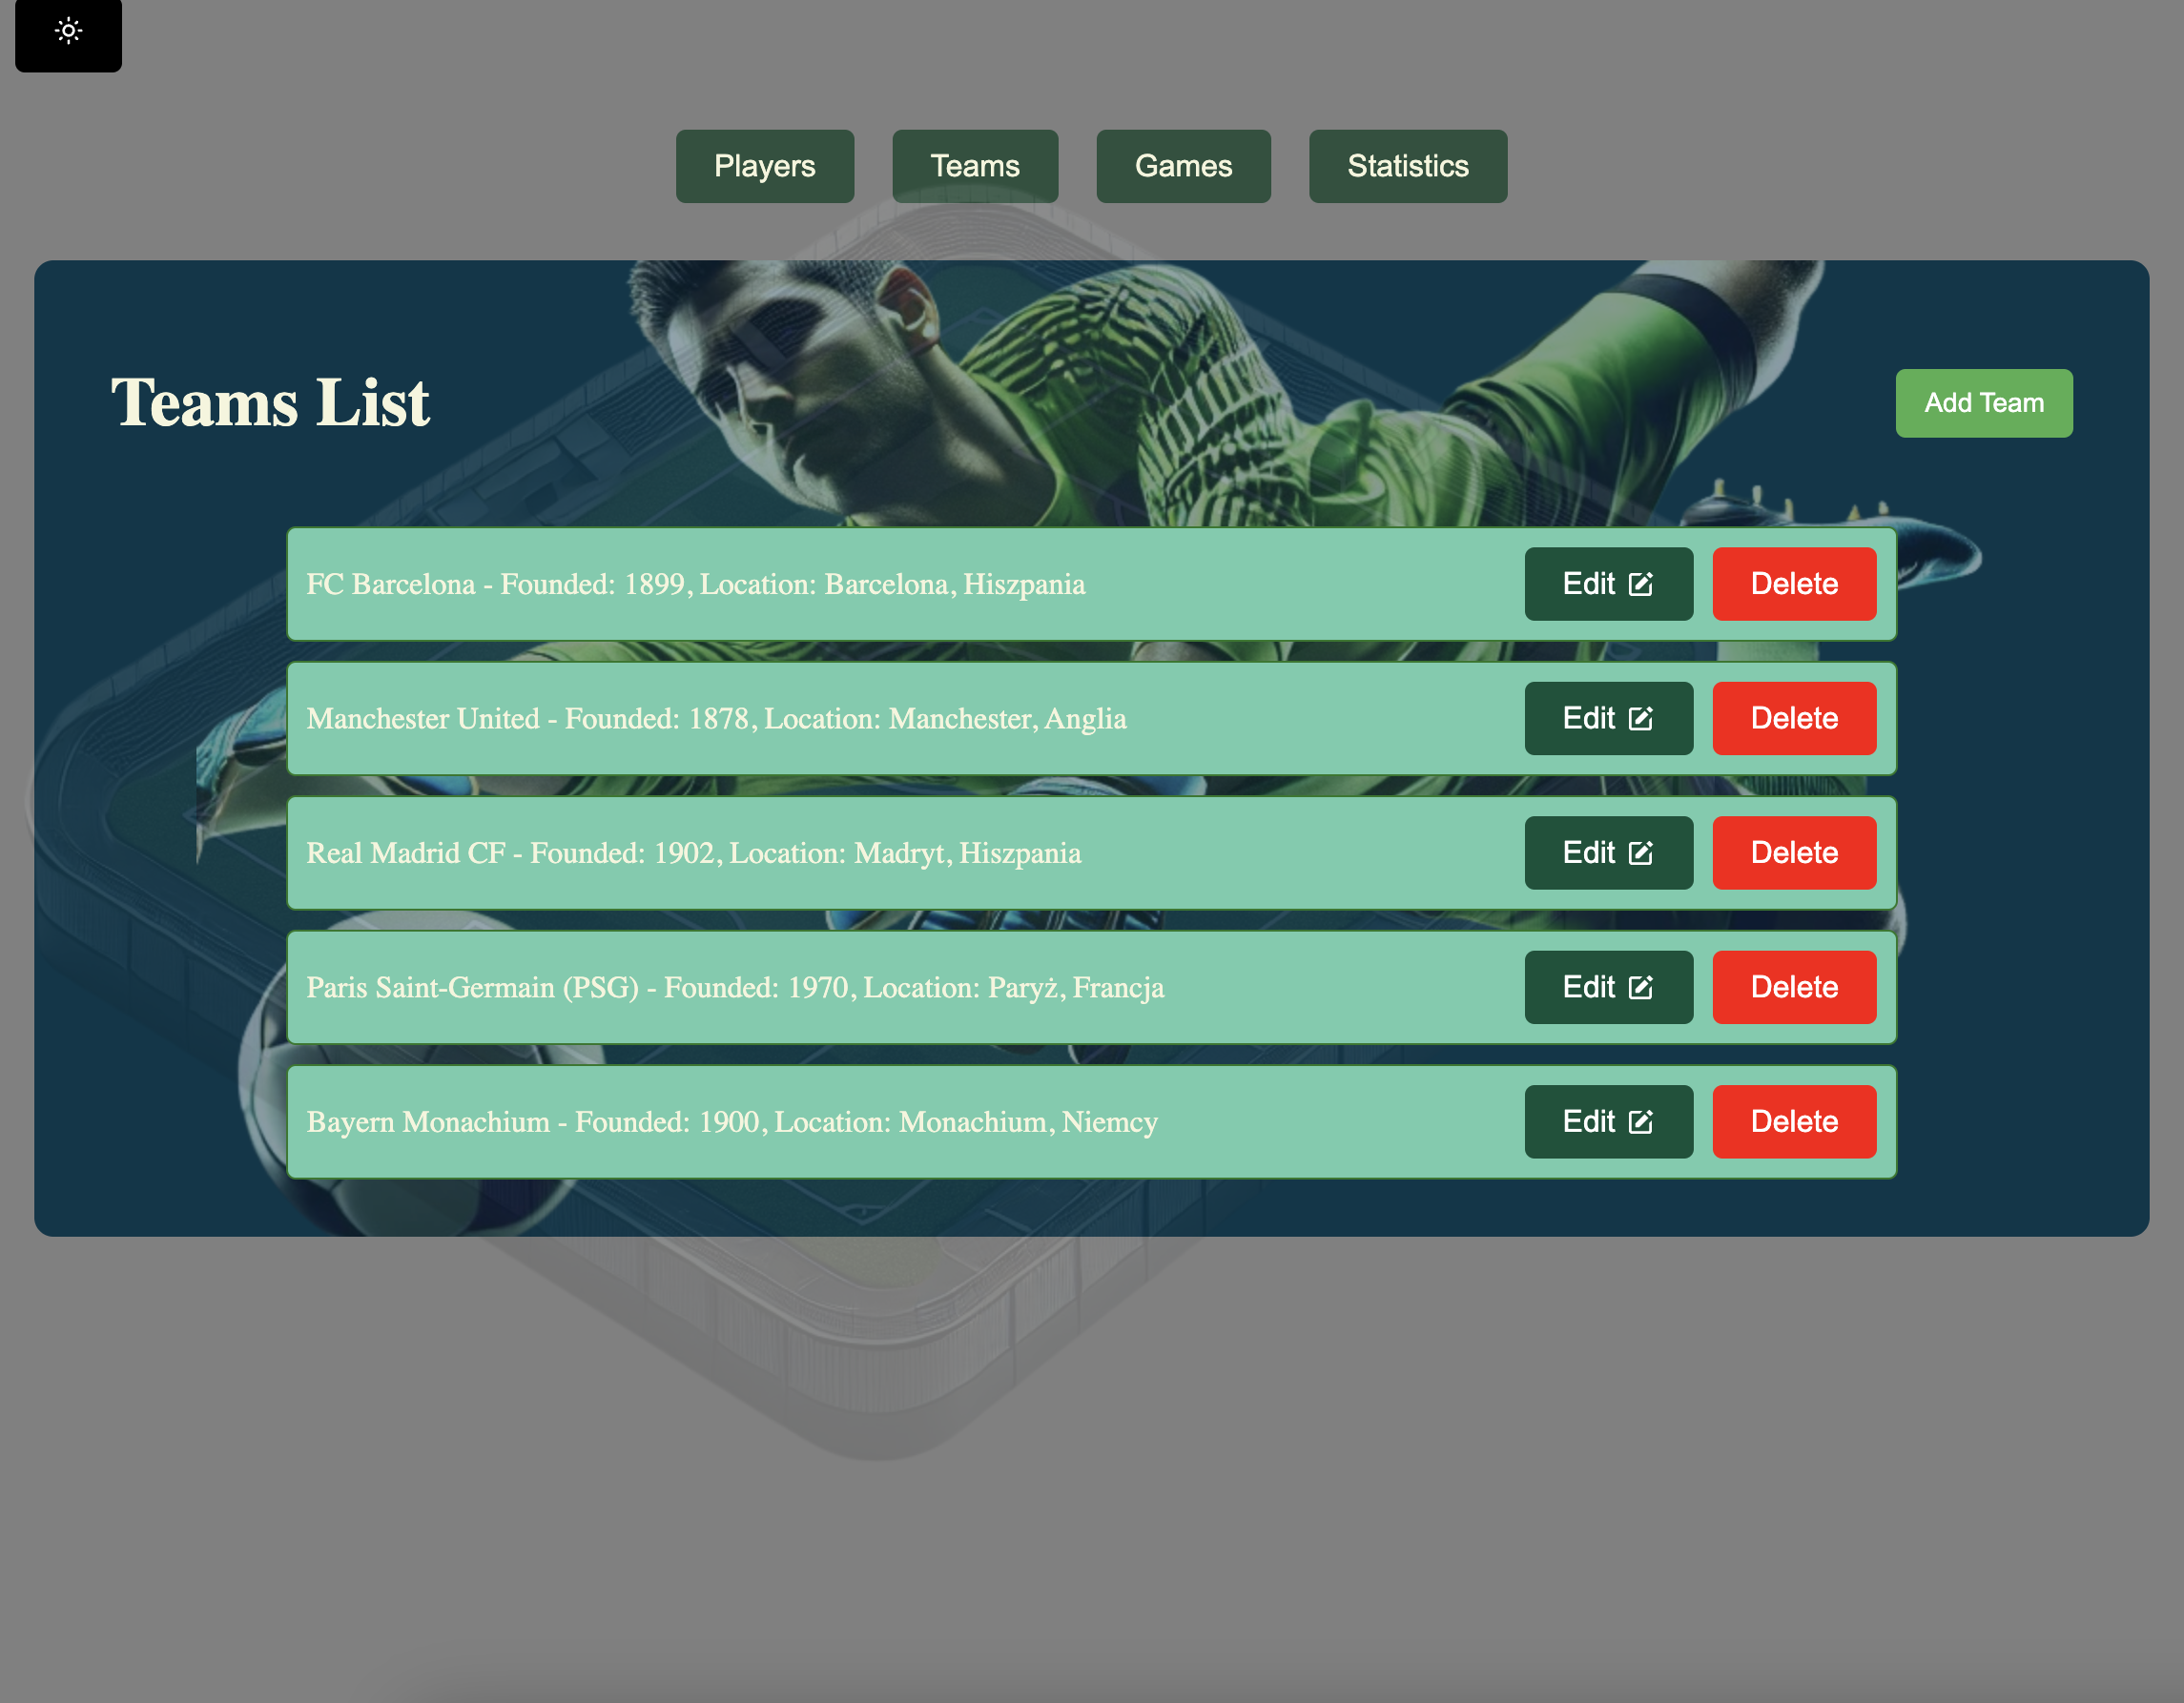 Players Teams Games Statistics
Teams List
Add Team
FC Barcelona - Founded: 1899, Location: Barcelona, Hiszpania Edit Delete
Manchester United - Founded: 1878, Location: Manchester, Anglia Edit Delete
Real Madrid CF - Founded: 1902, Location: Madryt, Hiszpania Edit Delete
Paris Saint-Germain (PSG) - Founded: 1970, Location: Paryż, Francja Edit Delete
Bayern Monachium - Founded: 1900, Location: Monachium, Niemcy Edit Delete